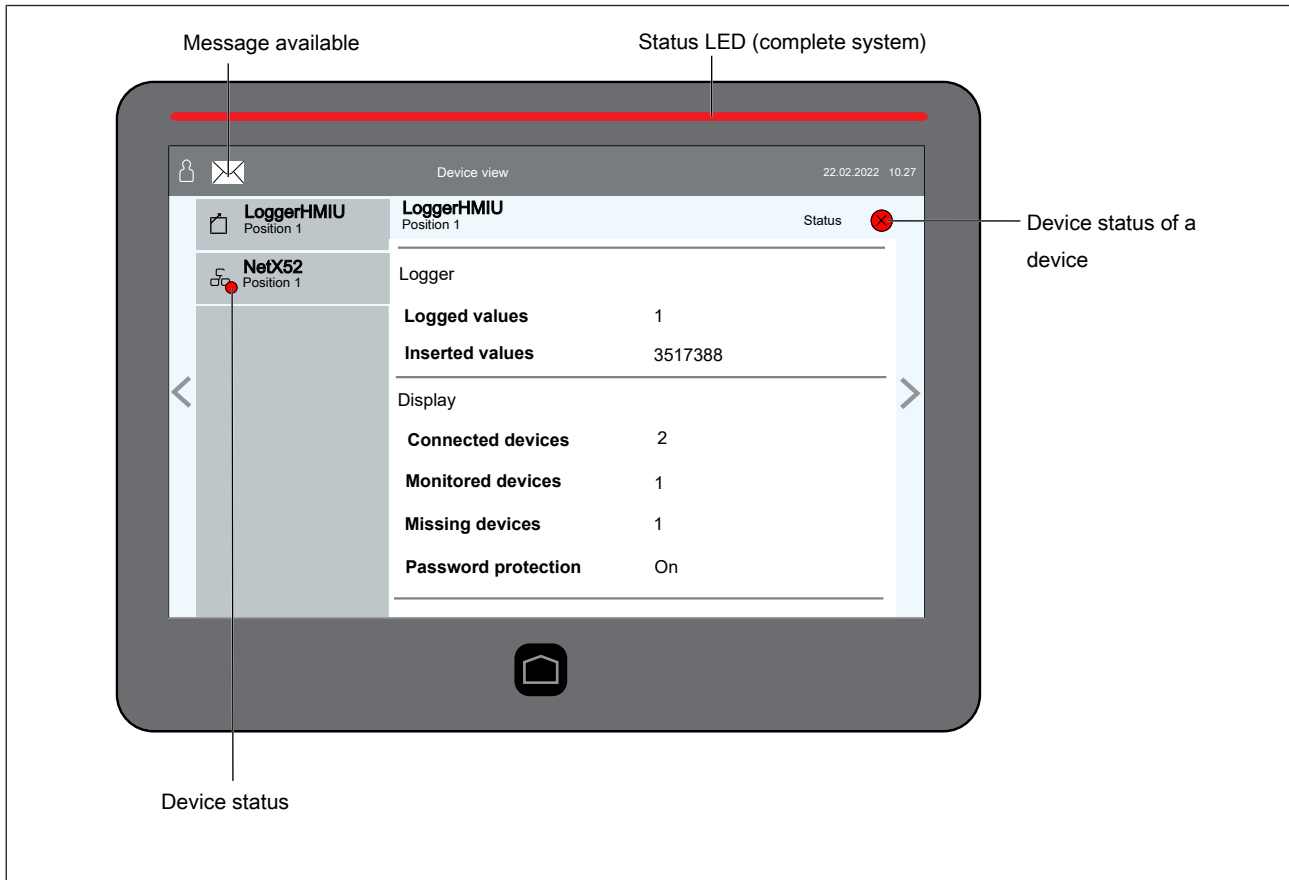 Message available
Status LED (complete system)
Device view
22.02.2022 10.27
LoggerHMIU
Position 1
LoggerHMIU
Position 1
Status
Device status of a
device
NetX52
Position 1
Logger
Logged values 1
Inserted values 3517388
Display
Connected devices 2
Monitored devices 1
Missing devices 1
Password protection On
Device status